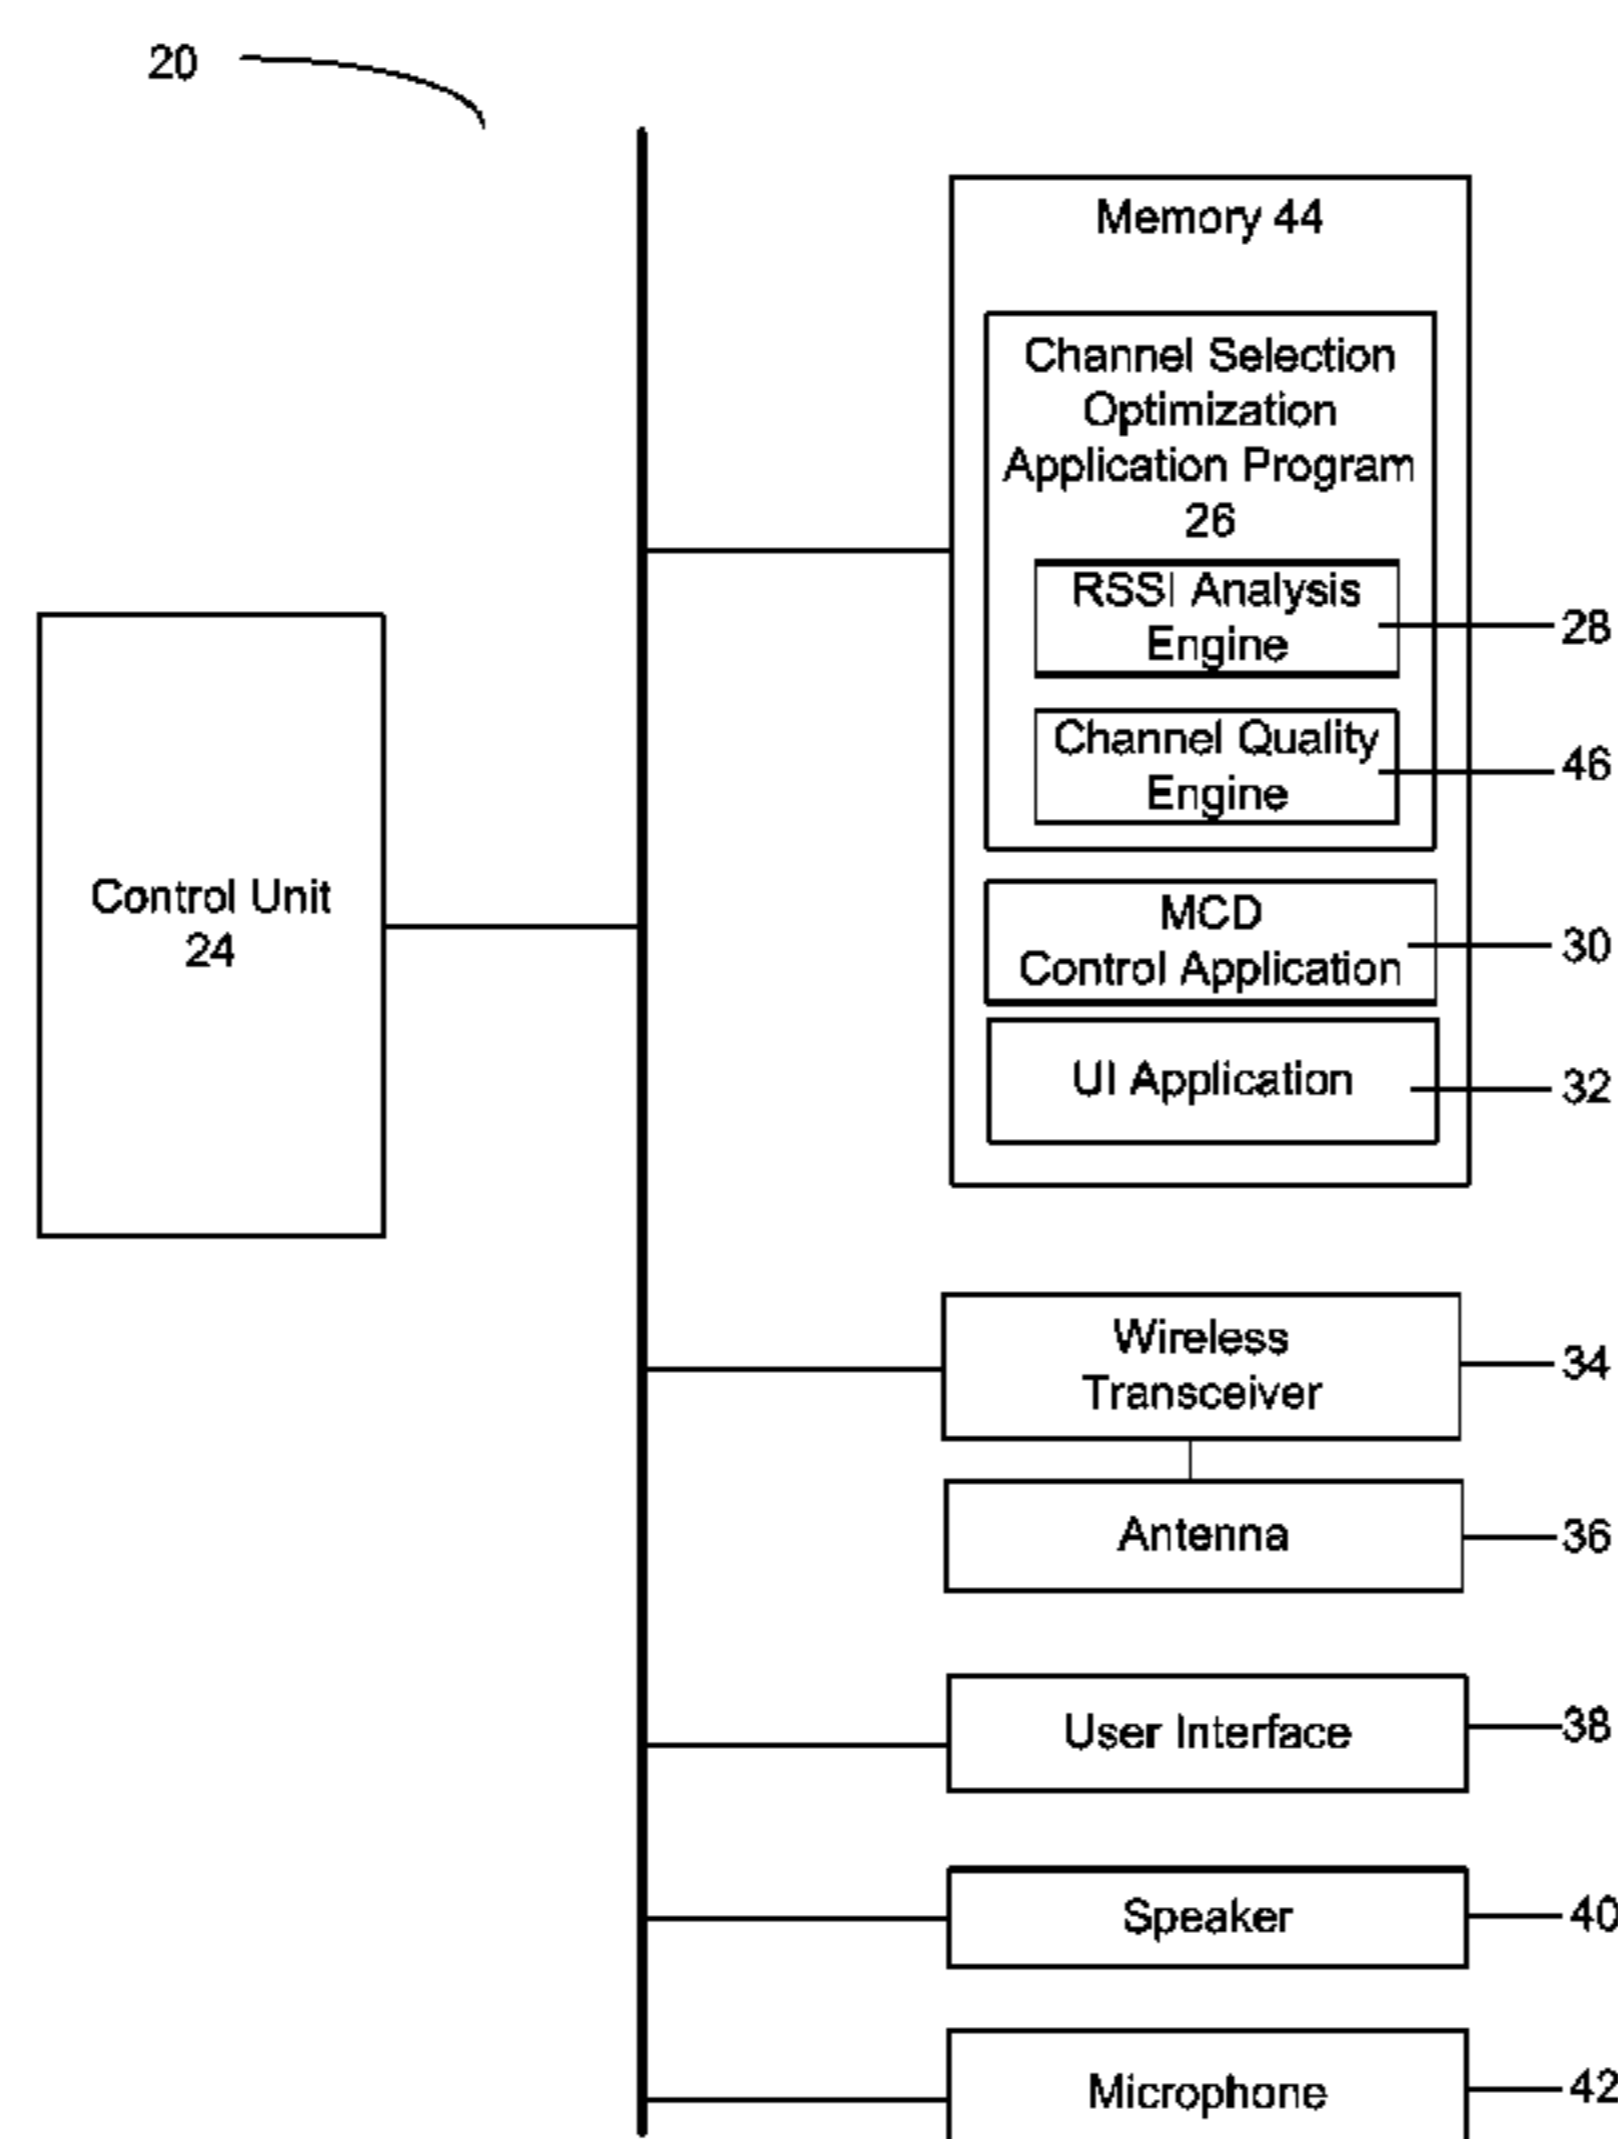 20
Memory 44
Channel Selection
Optimization
Application Program
26
RSSI Analysis
Engine
28
Channel Quality
Engine
46
Control Unit
24
MCD
Control Application
30
UI Application
32
Wireless
Transceiver
34
Antenna
36
User Interface
38
Speaker
40
Microphone
42